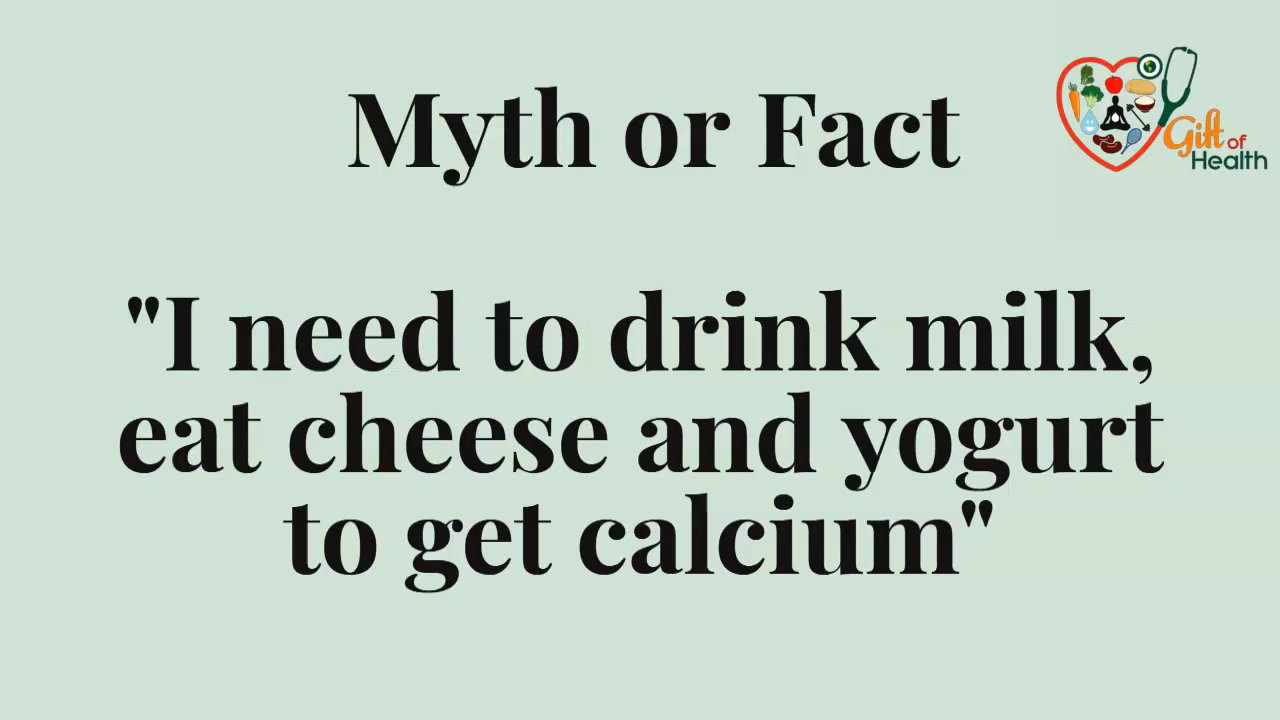 Myth or Fact
Gift of
Health
"I need to drink milk,
eat cheese and yogurt
to get calcium"